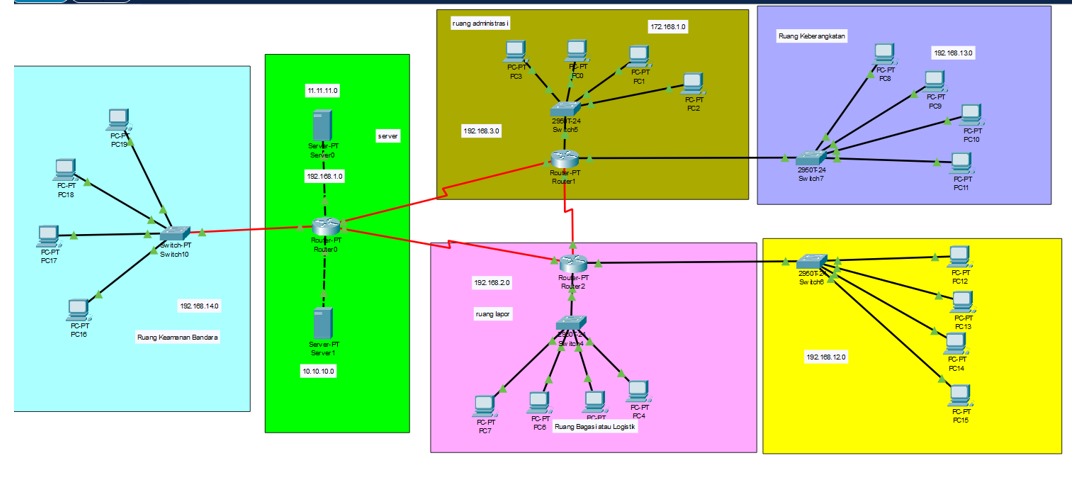 PC-PT
PC19
PC-PT
PC18
PC-PT
PC17
PC-PT
PC16
Switch-PT
Switch10
192.168.14.0
Ruang Keamanan Bandara
11.11.11.0
Server-PT
Server0
server
192.168.1.0
Router-PT
Router0
Server-PT
Server1
10.10.10.0
ruang administrasi
172.168.1.0
PC-PT
PC3
PC-PT
PC0
PC-PT
PC1
PC-PT
PC2
2950T-24
Switch5
192.168.3.0
Router-PT
Router1
Ruang Keberangkatan
192.168.13.0
PC-PT
PC8
PC-PT
PC9
PC-PT
PC10
PC-PT
PC11
2950T-24
Switch7
Router-PT
Router2
192.168.2.0
ruang lapor
2950T-24
Switch4
PC-PT
PC7
PC-PT
PC6
PC-PT
PC-PT
PC4
Ruang Bagasi atau Logistik
2950T-24
Switch6
PC-PT
PC12
PC-PT
PC13
PC-PT
PC14
PC-PT
PC15
192.168.12.0